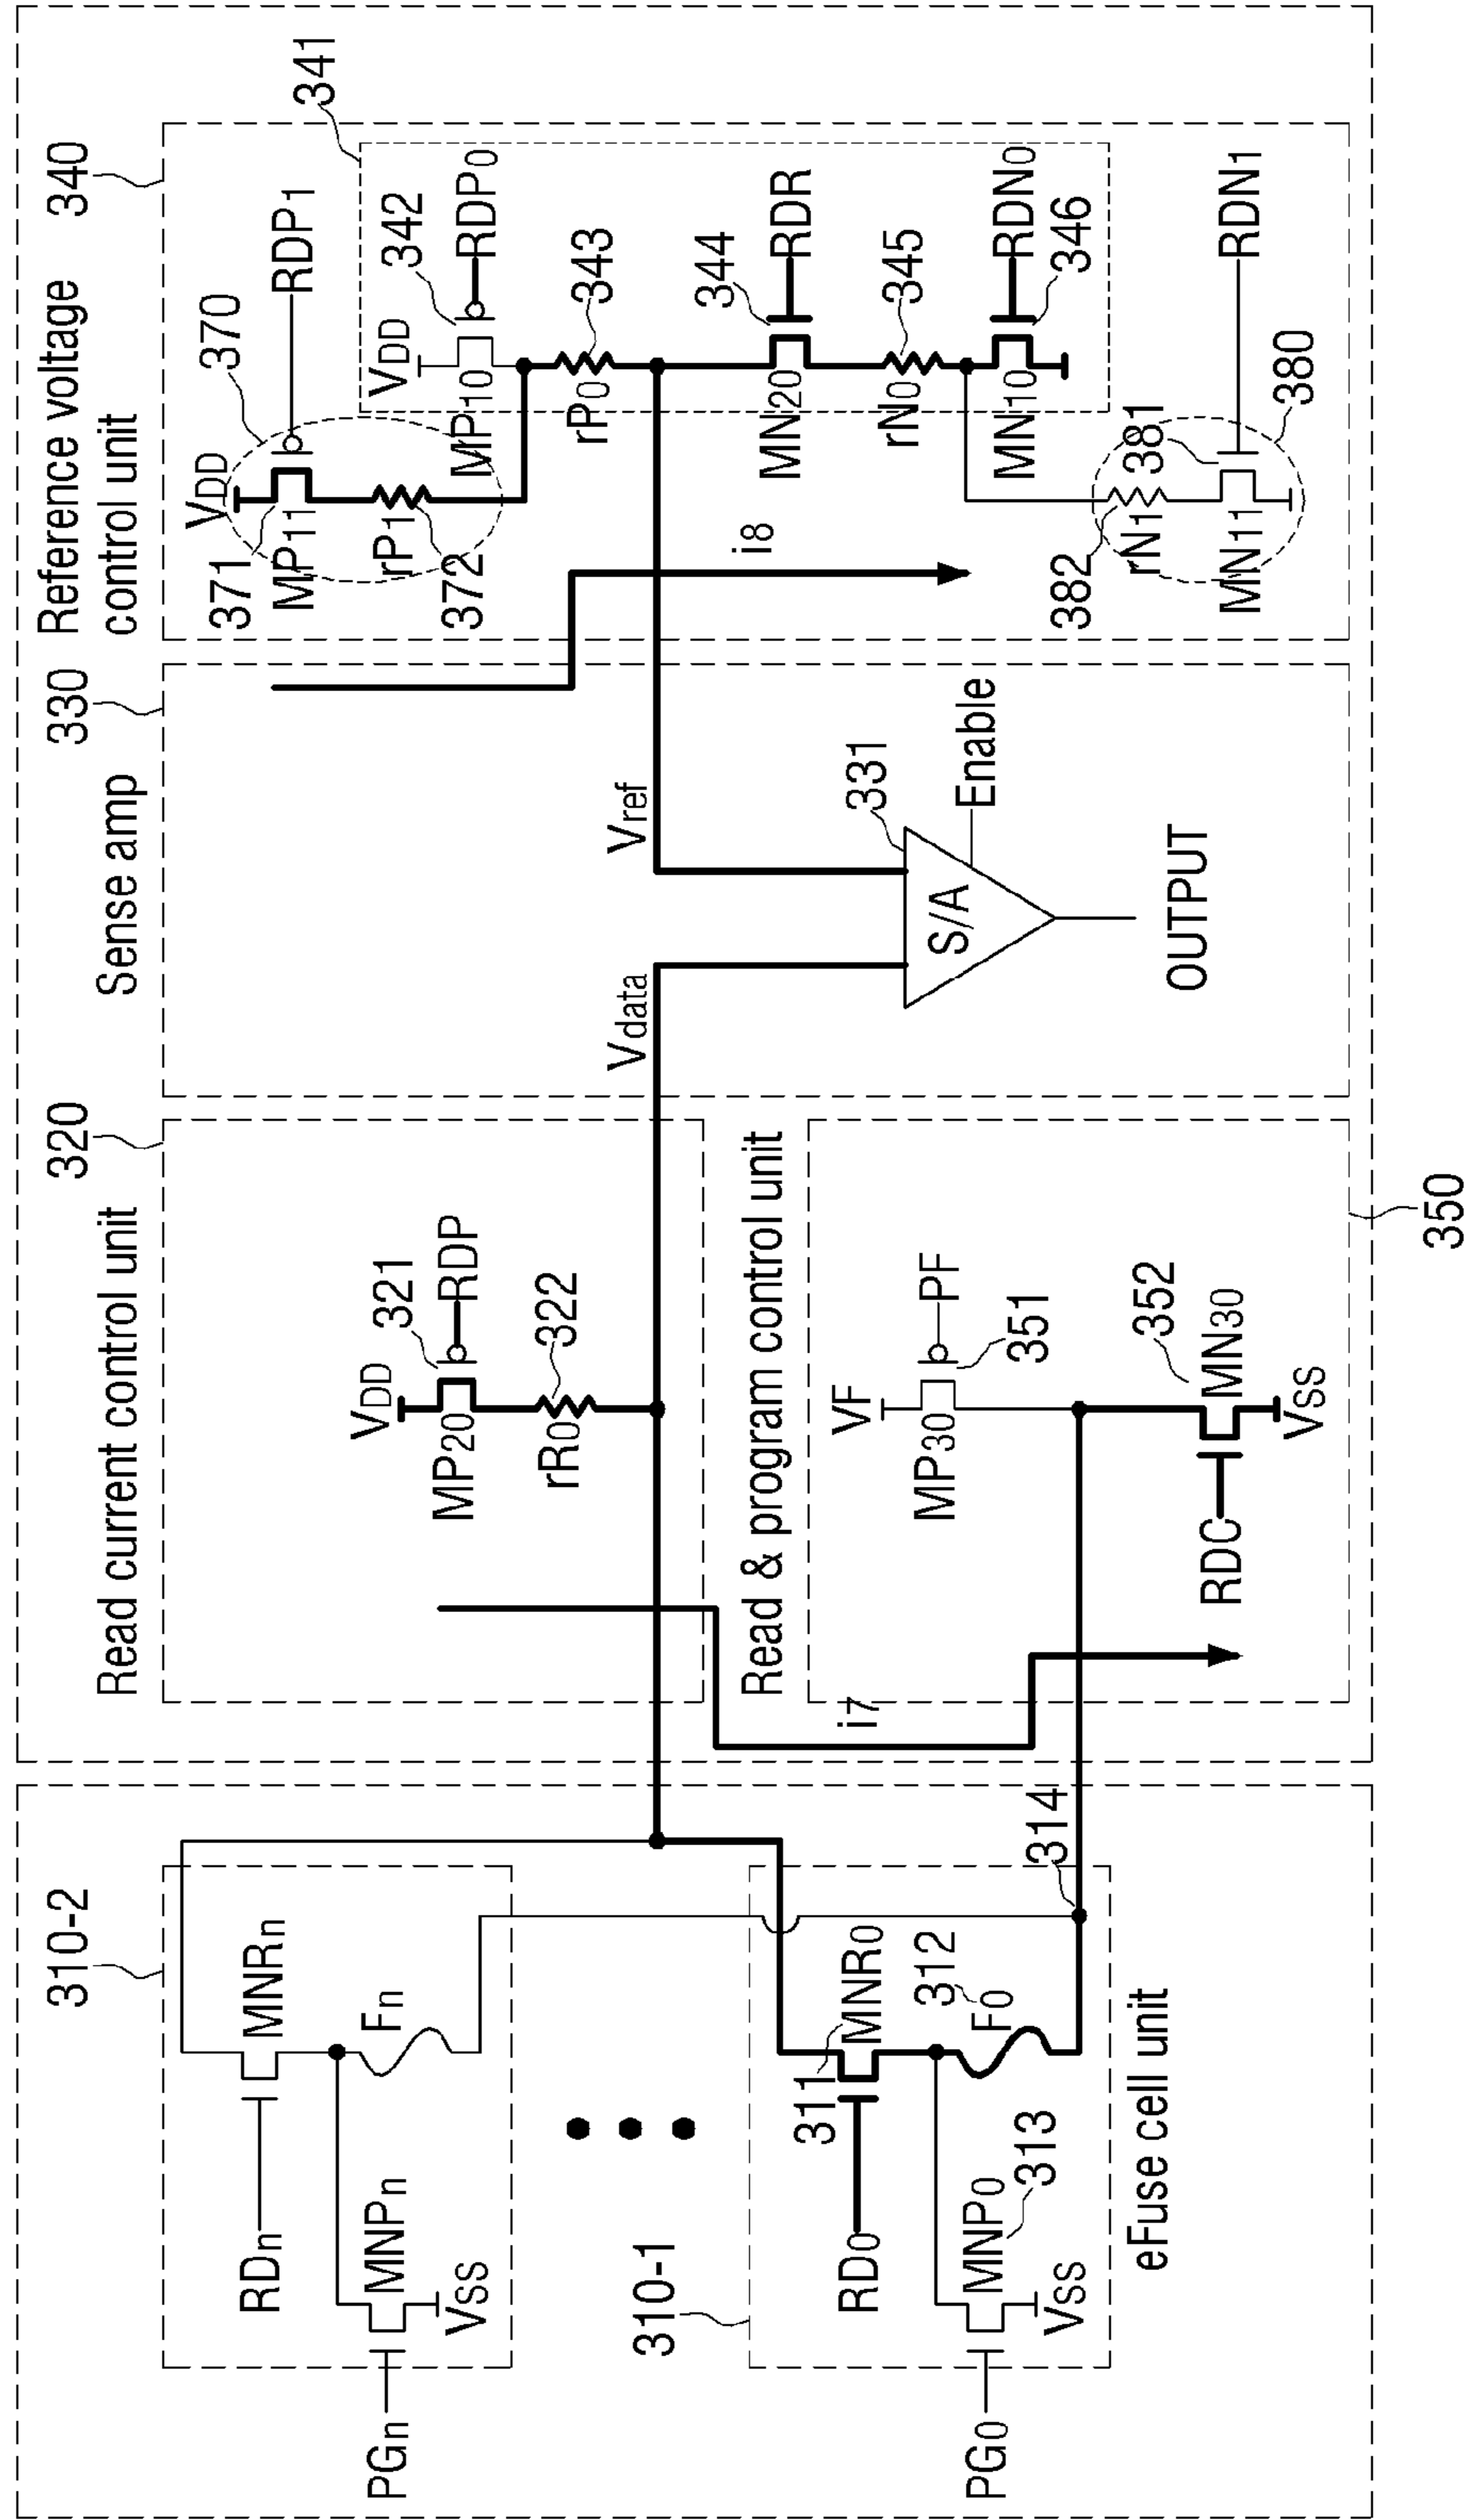 310-2
RDn
MNRn
PGn
MNPn
VSS
Fn
310-1
RD0
311
MNR0
312
F0
PG0
MNP0
313
VSS
314
eFuse cell unit
Read current control unit
320
VDD
321
RDP
MP20
rR0
322
i7
Read & program control unit
VF
PF
MP30
351
352
RDC
MN30
VSS
350
Sense amp
330
Vdata
Vref
331
S/A
Enable
OUTPUT
Reference voltage
control unit
340
341
370
VDD
RDP1
371
MP11
rP1
372
VDD
342
RDP0
MP10
rP0
343
i8
344
RDR
MN20
rN0
345
RDN0
MN10
346
382
rN1
381
MN11
RDN1
380